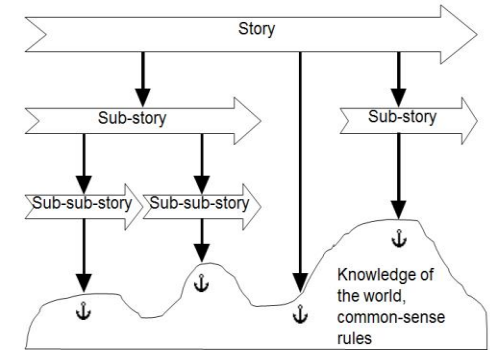 Story
Sub-story
Sub-story
Sub-sub-story
Sub-sub-story
Knowledge of
the world,
common-sense
rules